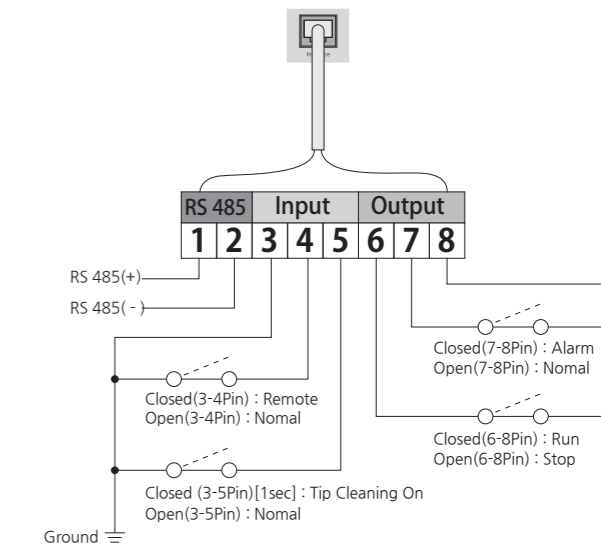 Interface
RS 485 Input Output
1 2 3 4 5 6 7 8
RS 485(+)
RS 485( - )
Closed(7-8Pin) : Alarm
Open(7-8Pin) : Nomal
Closed(3-4Pin) : Remote
Open(3-4Pin) : Nomal
Closed(6-8Pin) : Run
Open(6-8Pin) : Stop
Closed (3-5Pin)[1sec] : Tip Cleaning On
Open(3-5Pin) : Nomal
Ground